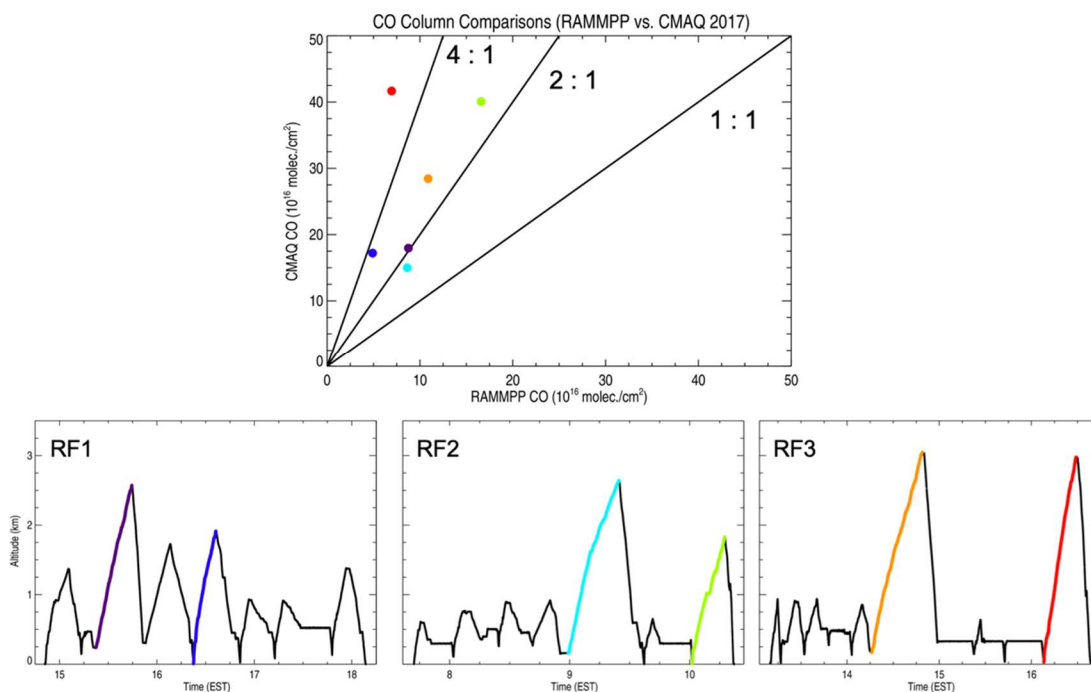 CO Column Comparisons (RAMMPP vs. CMAQ 2017)
50
40
30
20
10
0
CMAQ CO (10¹⁶ molec./cm²)
4 : 1
2 : 1
1 : 1
0 10 20 30 40 50
RAMMPP CO (10¹⁶ molec./cm²)
RF1
RF2
RF3
3
2
1
0
Altitude (km)
15 16 17 18
Time (EST)
8 9 10
Time (EST)
14 15 16
Time (EST)